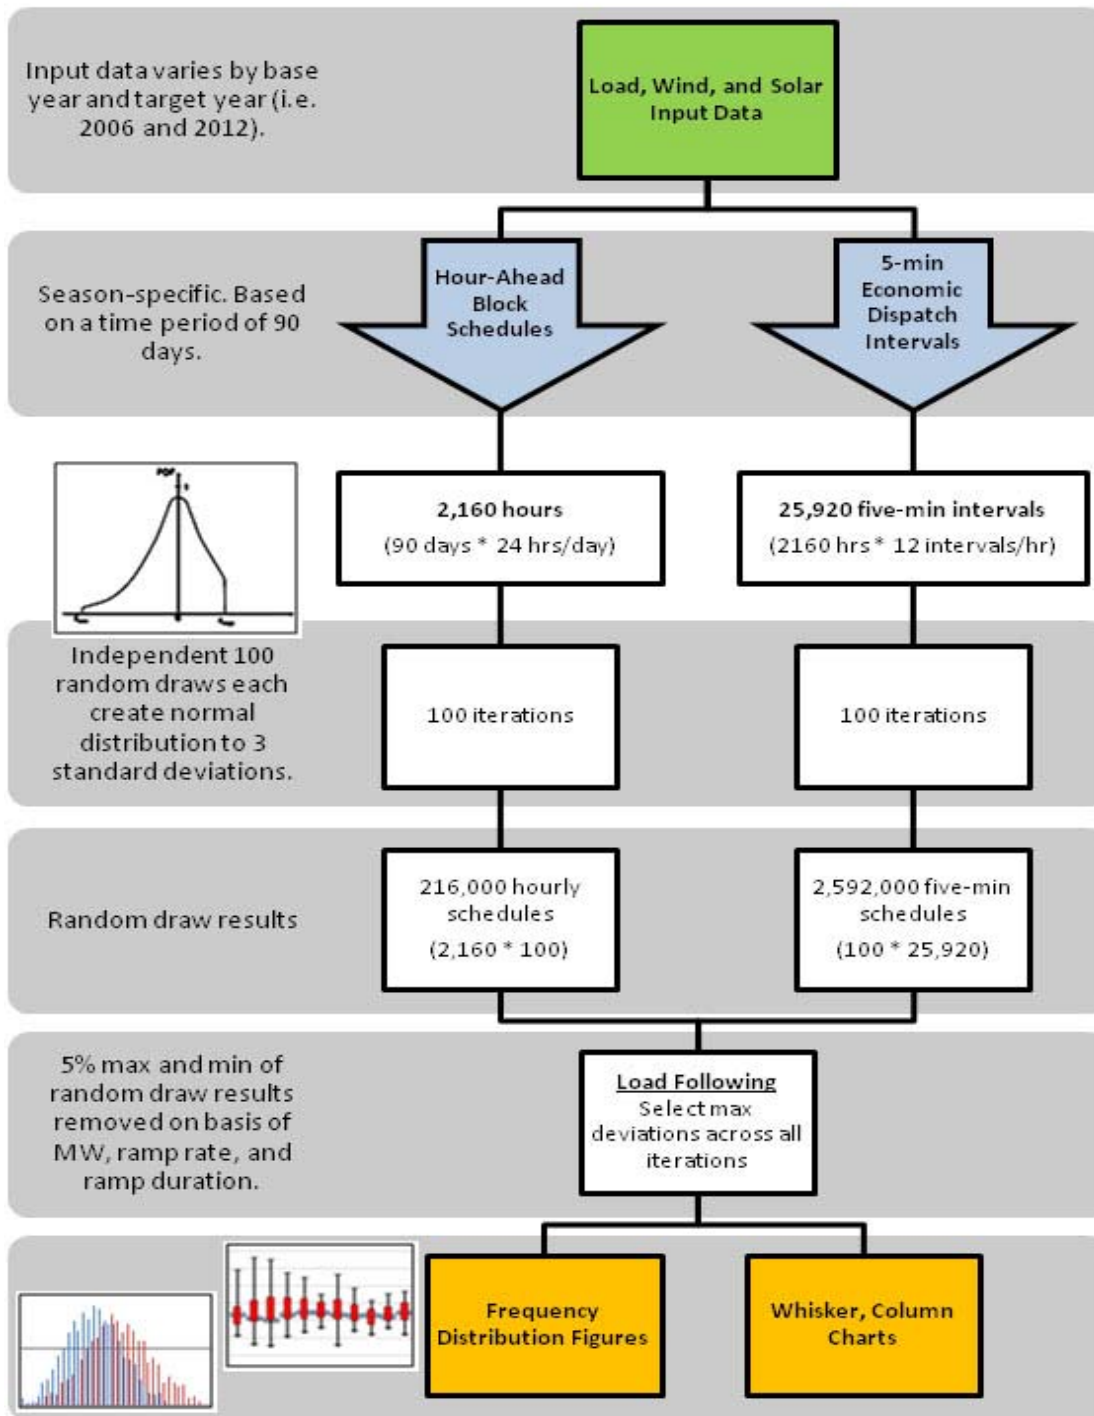 Input data varies by base
year and target year (i.e.
2006 and 2012).
Load, Wind, and Solar
Input Data
Season-specific. Based
on a time period of 90
days.
Hour-Ahead
Block
Schedules
5-min
Economic
Dispatch
Intervals
PDF
2,160 hours
(90 days * 24 hrs/day)
25,920 five-min intervals
(2160 hrs * 12 intervals/hr)
Independent 100
random draws each
create normal
distribution to 3
standard deviations.
100 iterations
100 iterations
Random draw results
216,000 hourly
schedules
(2,160 * 100)
2,592,000 five-min
schedules
(100 * 25,920)
5% max and min of
random draw results
removed on basis of
MW, ramp rate, and
ramp duration.
Load Following
Select max
deviations across all
iterations
Frequency
Distribution Figures
Whisker, Column
Charts